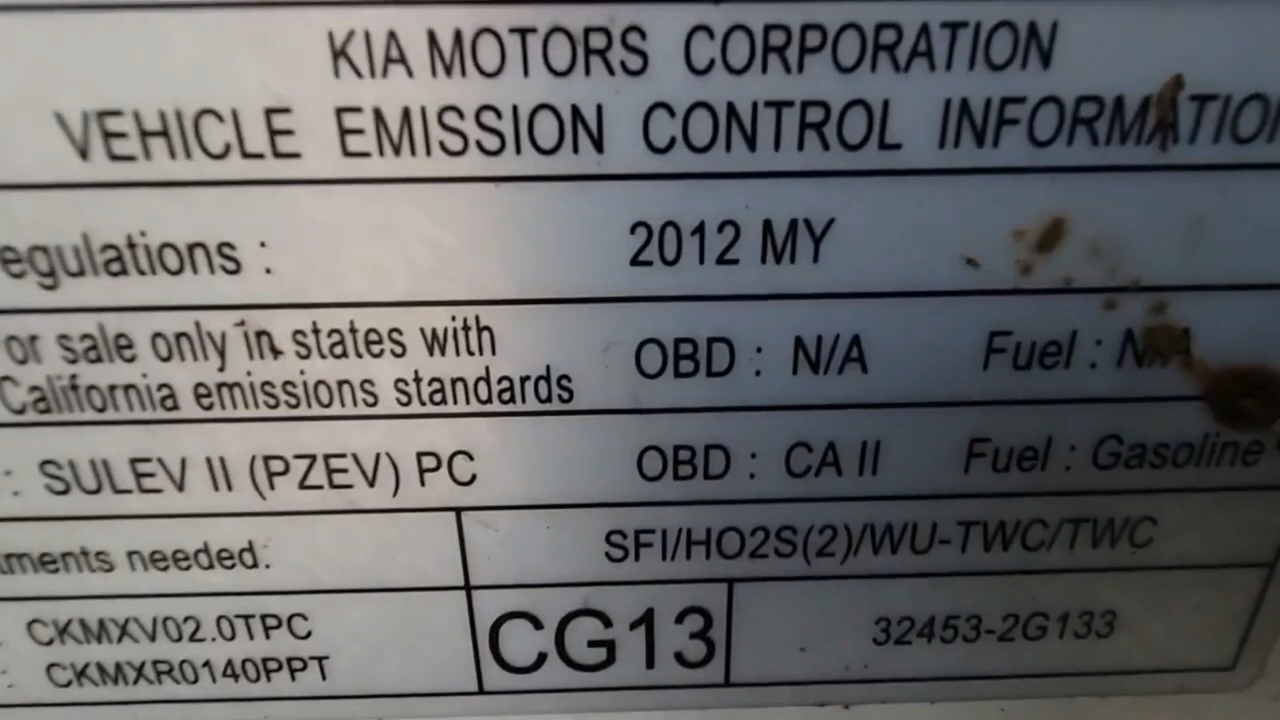 KIA MOTORS CORPORATION
VEHICLE EMISSION CONTROL INFORMATIO
egulations : 2012 MY
or sale only in states with
California emissions standards
OBD : N/A Fuel : N/A
: SULEV II (PZEV) PC OBD : CA II Fuel : Gasoline
ments needed. SFI/HO2S(2)/WU-TWC/TWC
CKMXV02.0TPC
: CKMXR0140PPT
CG13
32453-2G133